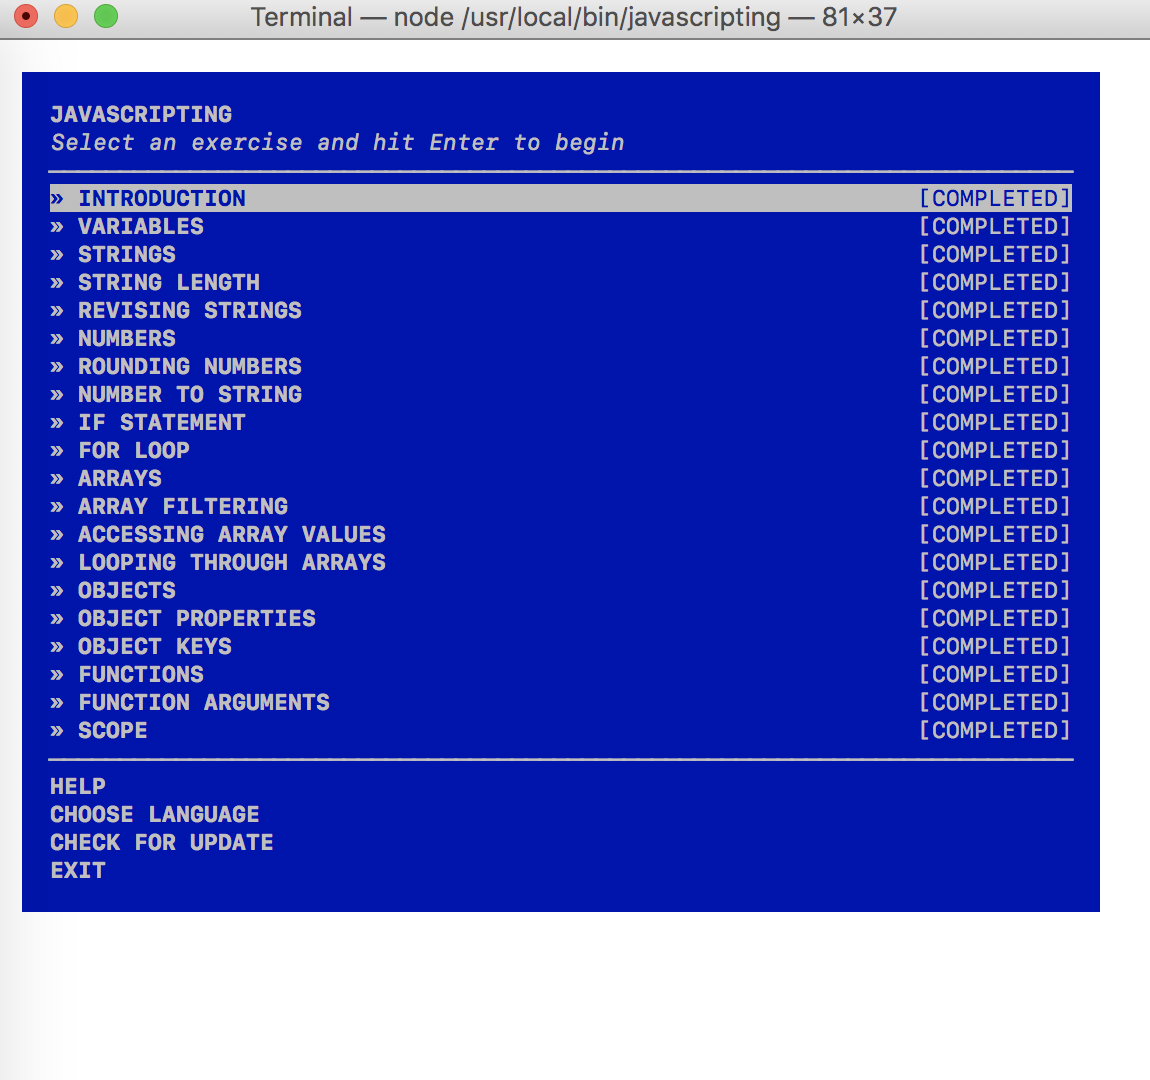 Terminal — node /usr/local/bin/javascripting — 81×37
JAVASCRIPTING
Select an exercise and hit Enter to begin
» INTRODUCTION [COMPLETED]
» VARIABLES [COMPLETED]
» STRINGS [COMPLETED]
» STRING LENGTH [COMPLETED]
» REVISING STRINGS [COMPLETED]
» NUMBERS [COMPLETED]
» ROUNDING NUMBERS [COMPLETED]
» NUMBER TO STRING [COMPLETED]
» IF STATEMENT [COMPLETED]
» FOR LOOP [COMPLETED]
» ARRAYS [COMPLETED]
» ARRAY FILTERING [COMPLETED]
» ACCESSING ARRAY VALUES [COMPLETED]
» LOOPING THROUGH ARRAYS [COMPLETED]
» OBJECTS [COMPLETED]
» OBJECT PROPERTIES [COMPLETED]
» OBJECT KEYS [COMPLETED]
» FUNCTIONS [COMPLETED]
» FUNCTION ARGUMENTS [COMPLETED]
» SCOPE [COMPLETED]
HELP
CHOOSE LANGUAGE
CHECK FOR UPDATE
EXIT